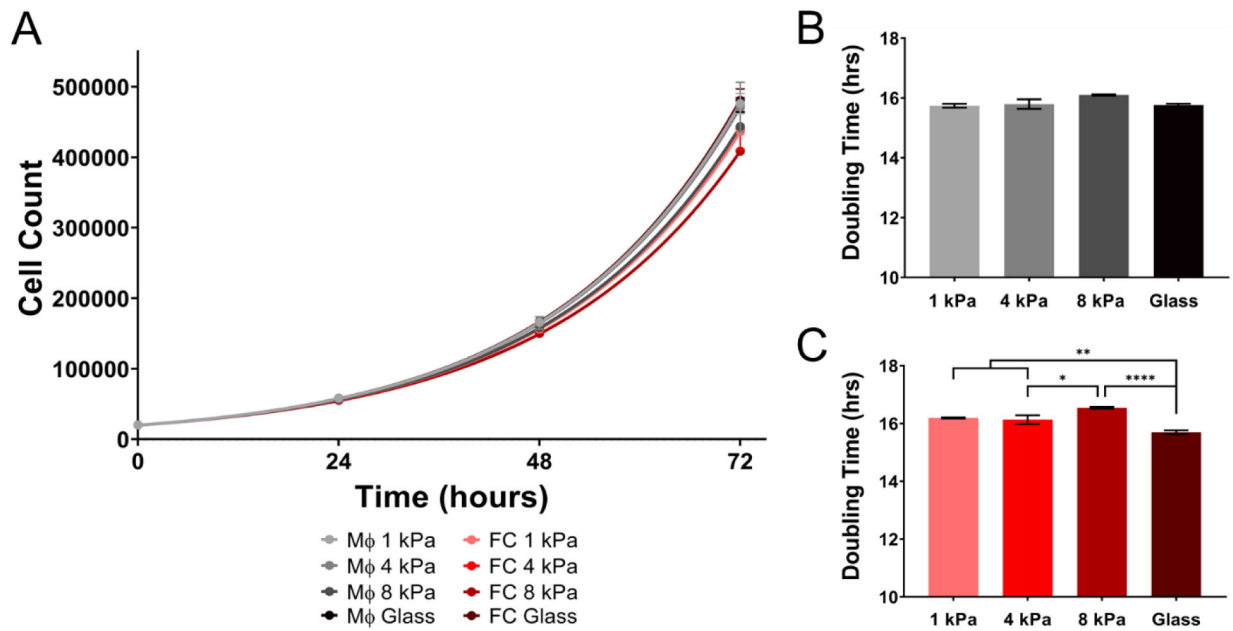 A
Cell Count
500000
400000
300000
200000
100000
0
0 24 48 72
Time (hours)
Mϕ 1 kPa FC 1 kPa
Mϕ 4 kPa FC 4 kPa
Mϕ 8 kPa FC 8 kPa
Mϕ Glass FC Glass
B
Doubling Time (hrs)
18
16
14
12
10
1 kPa 4 kPa 8 kPa Glass
C
Doubling Time (hrs)
18
16
14
12
10
**
* ****
1 kPa 4 kPa 8 kPa Glass